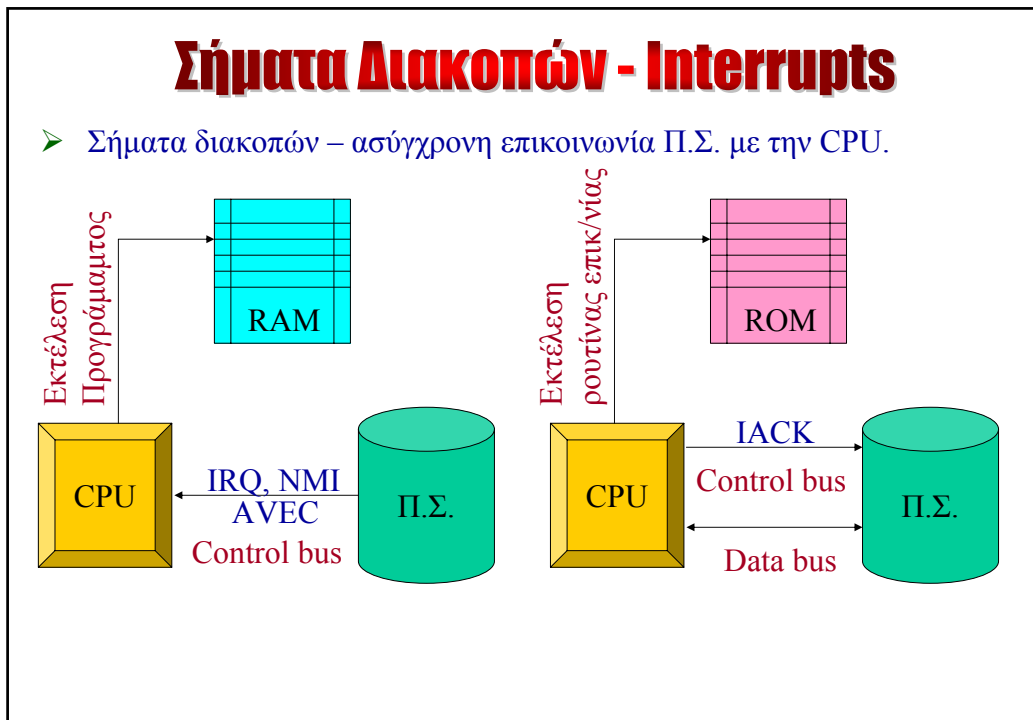 Σήματα Διακοπών - Interrupts
Σήματα διακοπών – ασύγχρονη επικοινωνία Π.Σ. με την CPU.
Εκτέλεση
Προγράμαμτος
RAM
CPU
IRQ, NMI
AVEC
Control bus
Π.Σ.
Εκτέλεση
ρουτίνας επικ/νίας
ROM
CPU
IACK
Control bus
Data bus
Π.Σ.